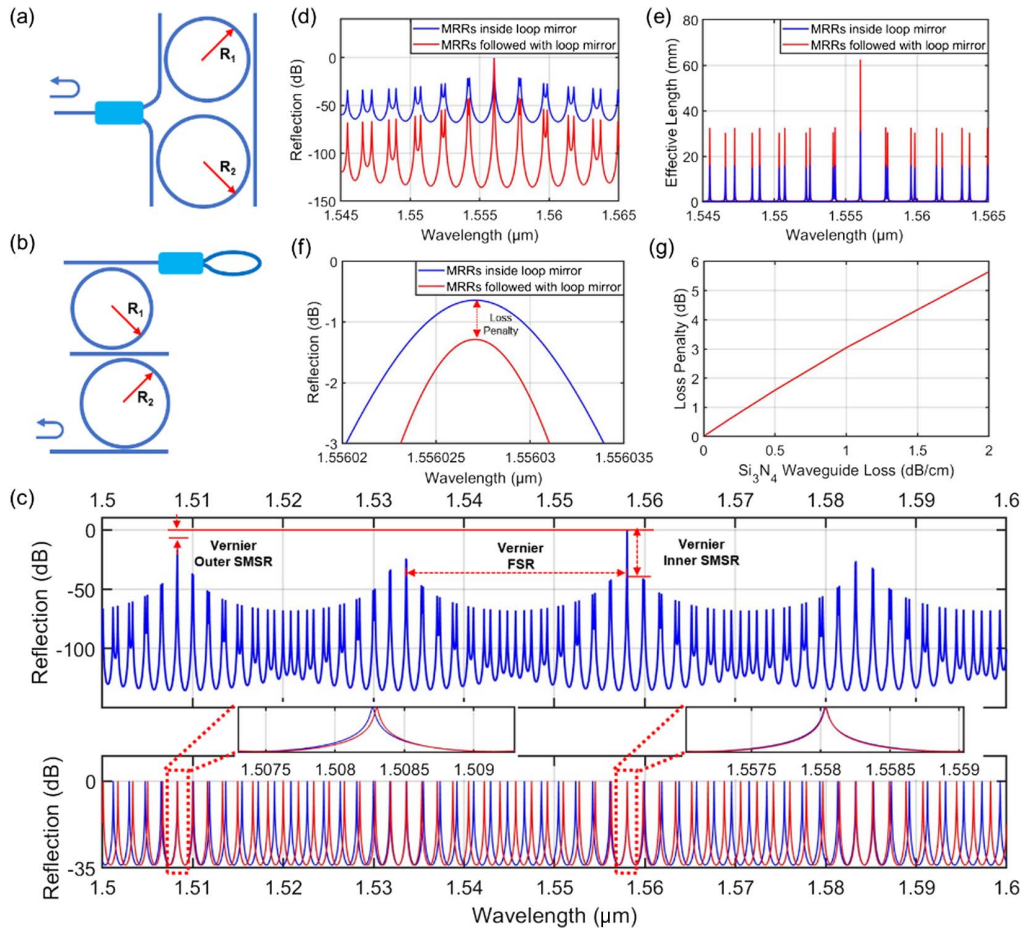 (a)
R1
R2
(b)
R1
R2
(d)
MRRs inside loop mirror
MRRs followed with loop mirror
Reflection (dB)
0
-50
-100
-150
1.545
1.55
1.555
1.56
1.565
Wavelength (µm)
(e)
MRRs inside loop mirror
MRRs followed with loop mirror
Effective Length (mm)
80
60
40
20
0
1.545
1.55
1.555
1.56
1.565
Wavelength (µm)
(f)
MRRs inside loop mirror
MRRs followed with loop mirror
Loss
Penalty
Reflection (dB)
0
-1
-2
-3
1.55602
1.556027
1.556035
Wavelength (µm)
(g)
Loss Penalty (dB)
6
5
4
3
2
1
0
0
0.5
1
1.5
2
Si3N4 Waveguide Loss (dB/cm)
(c)
1.5
1.51
1.52
1.53
1.54
1.55
1.56
1.57
1.58
1.59
1.6
Reflection (dB)
0
-50
-100
Vernier
Outer SMSR
Vernier
FSR
Vernier
Inner SMSR
1.5075
1.508
1.5085
1.509
1.5575
1.558
1.5585
1.559
Reflection (dB)
0
-35
1.5
1.51
1.52
1.53
1.54
1.55
1.56
1.57
1.58
1.59
1.6
Wavelength (µm)